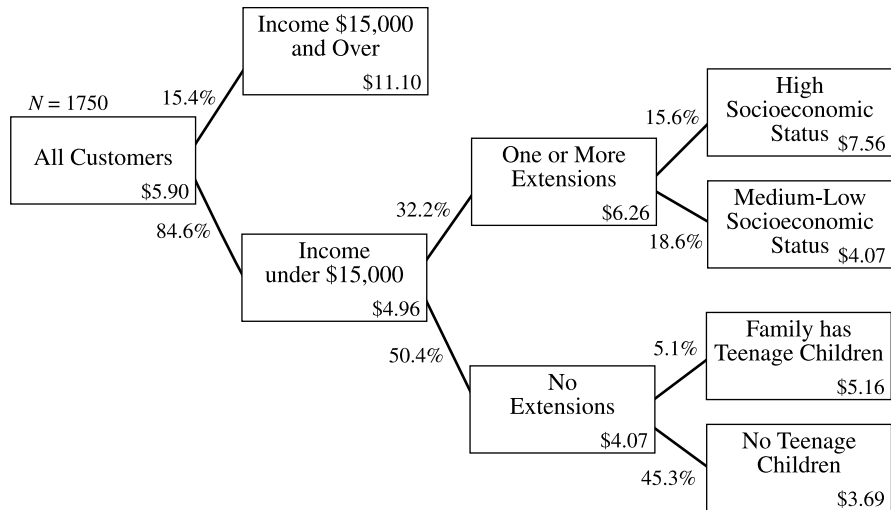 N = 1750
All Customers
$5.90
15.4%
84.6%
Income $15,000
and Over
$11.10
Income
under $15,000
$4.96
32.2%
50.4%
One or More
Extensions
$6.26
15.6%
18.6%
High
Socioeconomic
Status $7.56
Medium-Low
Socioeconomic
Status $4.07
No
Extensions
$4.07
5.1%
45.3%
Family has
Teenage Children
$5.16
No Teenage
Children
$3.69